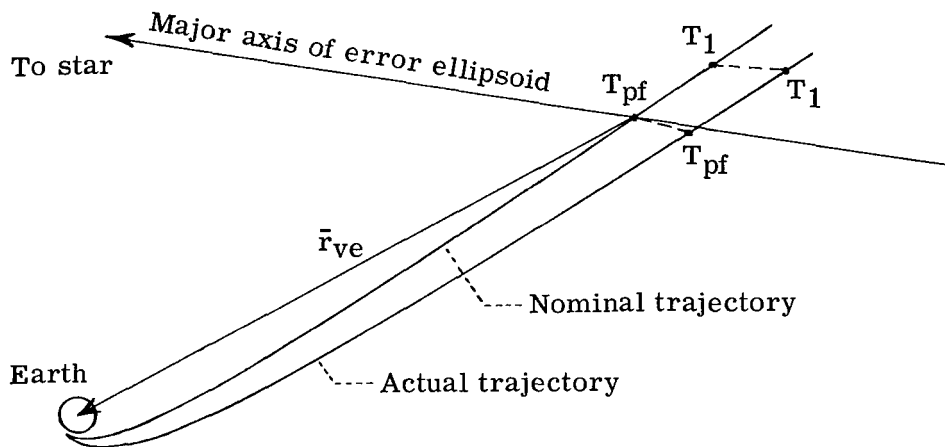 Major axis of error ellipsoid
To star
T1
T1
Tpf
Tpf
r̄ve
Nominal trajectory
Earth
Actual trajectory